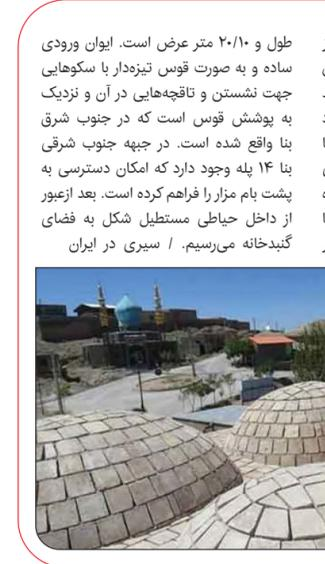 طول و ۲۰/۱۰ متر عرض است. ایوان ورودی
ساده و به صورت قوس تیزه‌دار با سکوهایی
جهت نشستن و تاقچه‌هایی در آن و نزدیک
به پوشش قوس است که در جنوب شرق
بنا واقع شده است. در جبهه جنوب شرقی
بنا ۱۴ پله وجود دارد که امکان دسترسی به
پشت بام مزار را فراهم کرده است. بعد ازعبور
از داخل حیاطی مستطیل شکل به فضای
گنبدخانه می‌رسیم. / سیری در ایران